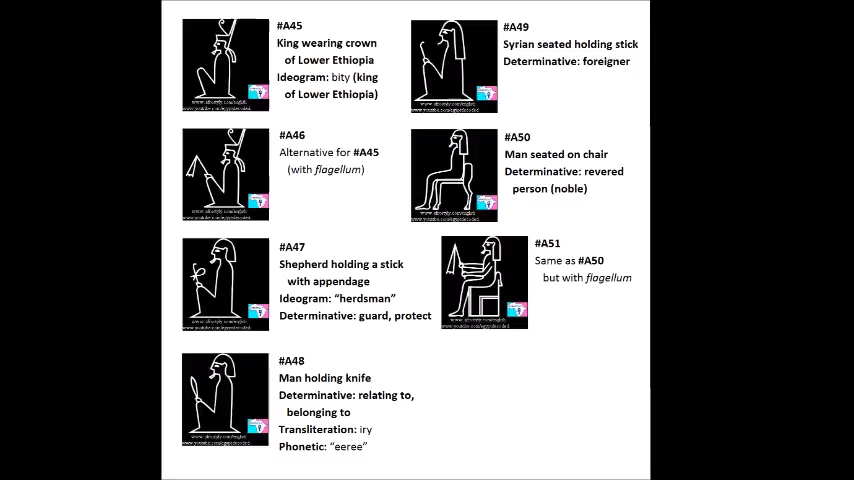 #A45
King wearing crown
of Lower Ethiopia
Ideogram: bity (king
of Lower Ethiopia)
#A46
Alternative for #A45
(with flagellum)
#A47
Shepherd holding a stick
with appendage
Ideogram: “herdsman”
Determinative: guard, protect
#A48
Man holding knife
Determinative: relating to,
belonging to
Transliteration: iry
Phonetic: “eeree”
#A49
Syrian seated holding stick
Determinative: foreigner
#A50
Man seated on chair
Determinative: revered
person (noble)
#A51
Same as #A50
but with flagellum